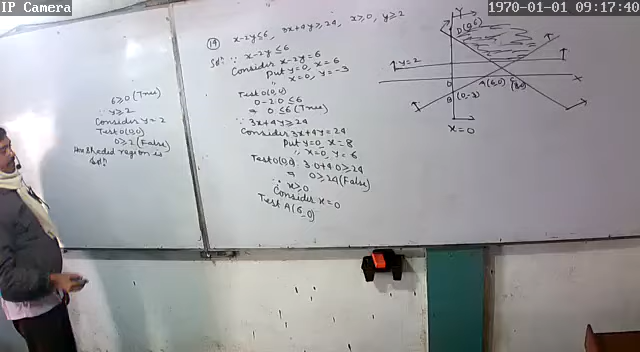 IP Camera
1970-01-01 09:17:40
(19) x-2y≤6, 3x+4y≥24, x≥0, y≥2
Solⁿ: ∵ x-2y≤6
Consider x-2y=6
Put y=0, x=6
∴ x=0, y=-3
Test O(0,0)
0-2·0≤6
⇒ 0≤6 (True)
∵ 3x+4y≥24
Consider 3x+4y=24
Put y=0, x=8
∴ x=0, y=6
Test O(0,0) 3·0+4·0≥24
⇒ 0≥24 (False)
∵ x≥0
Consider x=0
Test A(6,0)
6≥0 (True)
∵ y≥2
Consider y=2
Test O(0,0)
0≥2 (False)
region is
Solⁿ
Y
D(0,6)
y=2
O
A(6,0)
C(8,0)
X
B(0,-3)
x=0